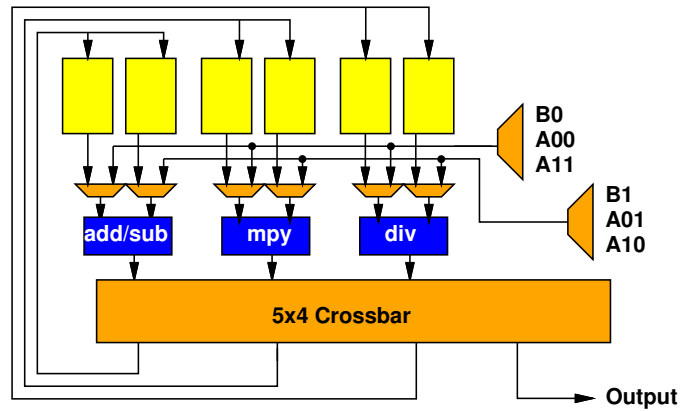 B0
A00
A11
B1
A01
A10
add/sub
mpy
div
5x4 Crossbar
Output